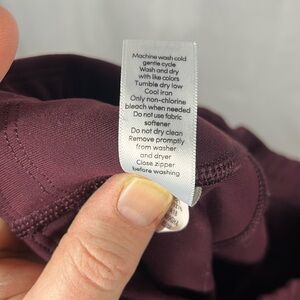 Machine wash cold
gentle cycle
Wash and dry
with like colors
Tumble dry low
Cool iron
Only non-chlorine
bleach when needed
Do not use fabric
softener
Do not dry clean
Remove promptly
from washer
and dryer
Close zipper
before washing